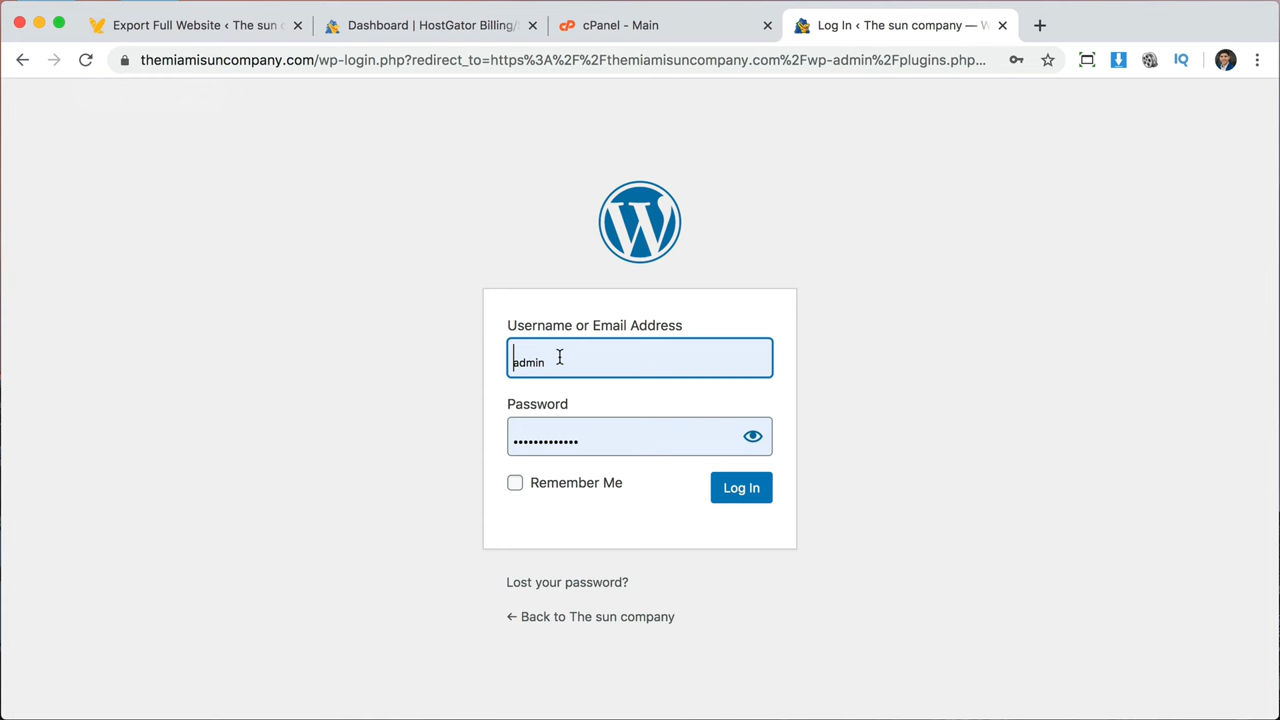 Export Full Website ‹ The sun c
Dashboard | HostGator Billing/
cPanel - Main
Log In ‹ The sun company — W
themiamisuncompany.com/wp-login.php?redirect_to=https%3A%2F%2Fthemiamisuncompany.com%2Fwp-admin%2Fplugins.php...
IQ
Username or Email Address
admin
Password
•••••••••••••
Remember Me
Log In
Lost your password?
← Back to The sun company